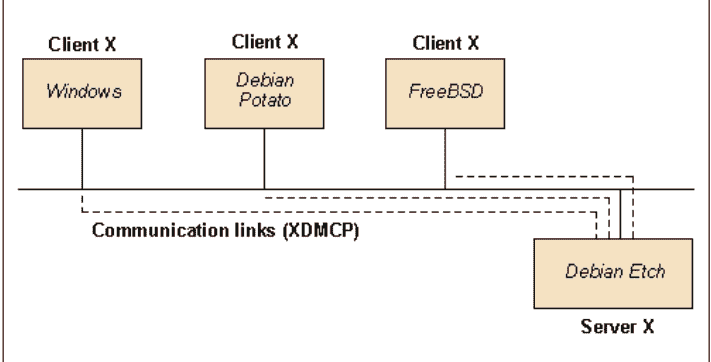 Client X
Client X
Client X
Windows
Debian
Potato
FreeBSD
Communication links (XDMCP)
Debian Etch
Server X